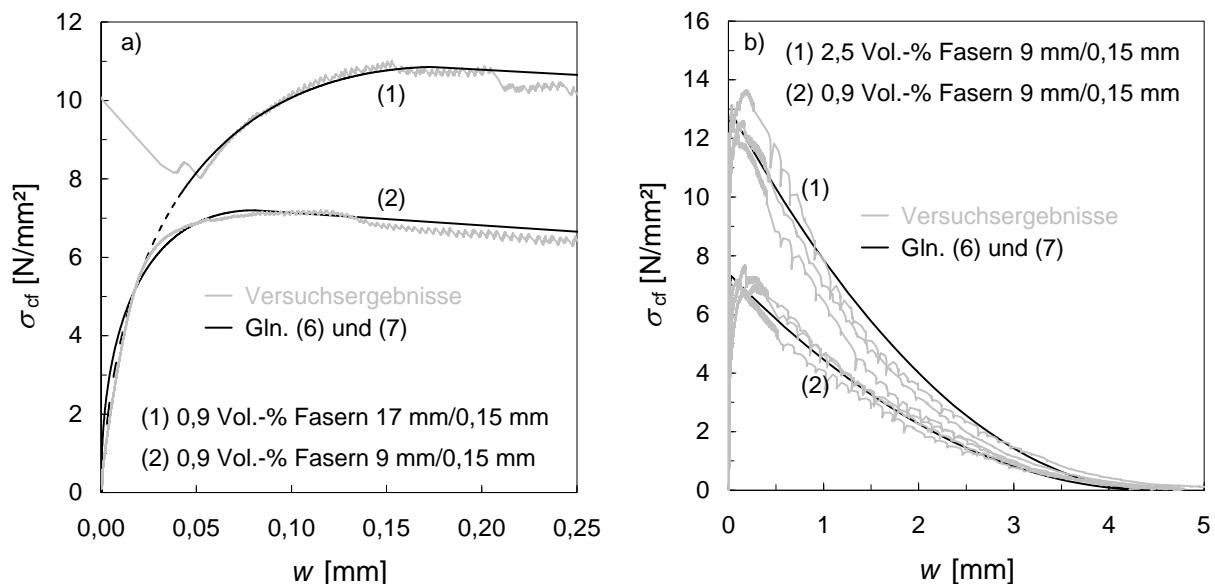 12
10
8
6
4
2
0
σcf [N/mm²]
a)
(1)
(2)
Versuchsergebnisse
Gln. (6) und (7)
(1) 0,9 Vol.-% Fasern 17 mm/0,15 mm
(2) 0,9 Vol.-% Fasern 9 mm/0,15 mm
0,00 0,05 0,10 0,15 0,20 0,25
w [mm]
16
14
12
10
8
6
4
2
0
σcf [N/mm²]
b)
(1) 2,5 Vol.-% Fasern 9 mm/0,15 mm
(2) 0,9 Vol.-% Fasern 9 mm/0,15 mm
(1)
Versuchsergebnisse
Gln. (6) und (7)
(2)
0 1 2 3 4 5
w [mm]